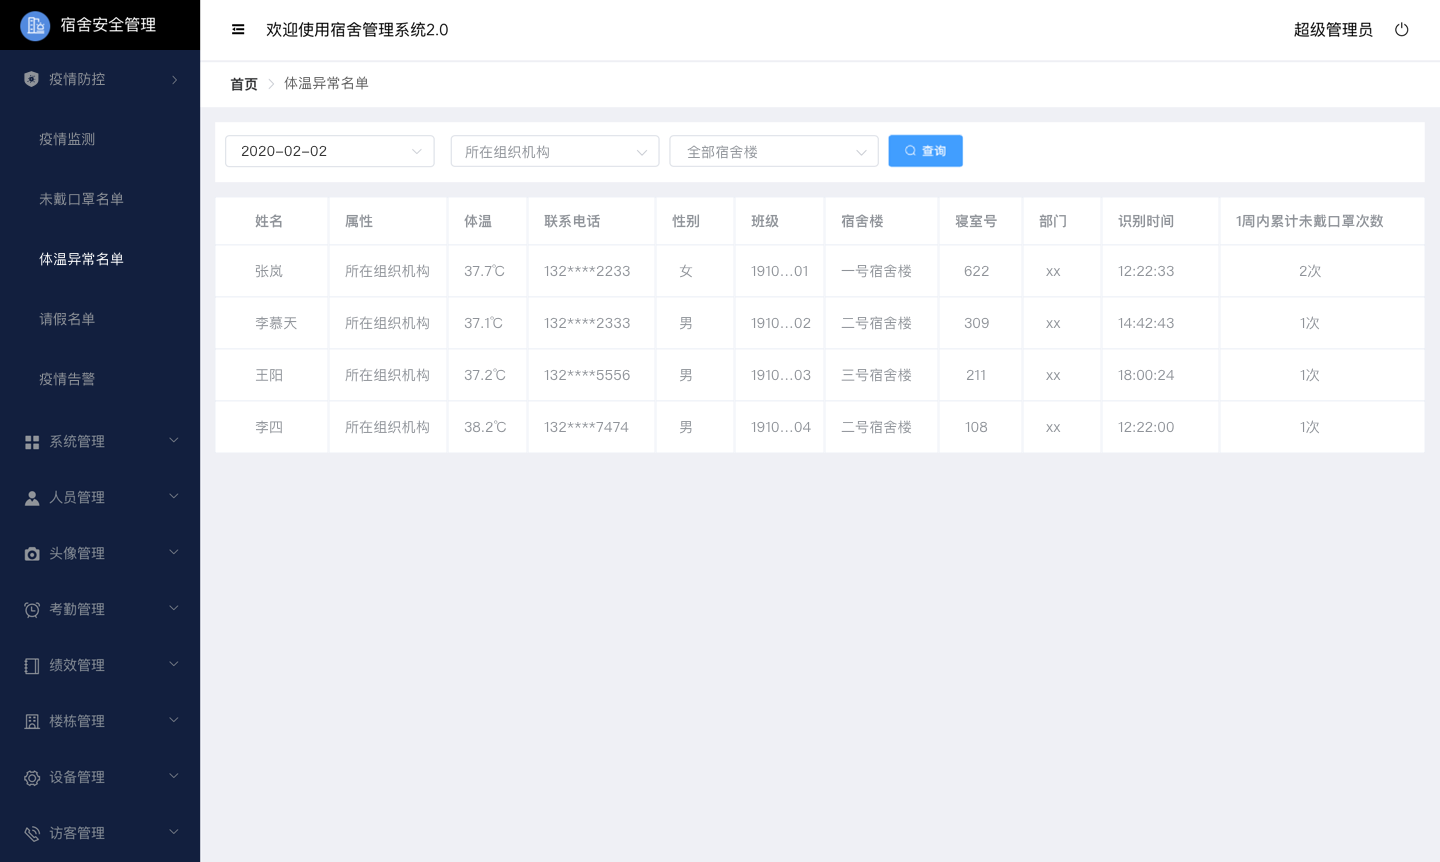 宿舍安全管理
欢迎使用宿舍管理系统2.0
超级管理员
首页 体温异常名单
疫情防控
疫情监测
未戴口罩名单
体温异常名单
请假名单
疫情告警
系统管理
人员管理
头像管理
考勤管理
绩效管理
楼栋管理
设备管理
访客管理
2020-02-02 所在组织机构 全部宿舍楼 查询
姓名 属性 体温 联系电话 性别 班级 宿舍楼 寝室号 部门 识别时间 1周内累计未戴口罩次数
张岚 所在组织机构 37.7℃ 132****2233 女 1910...01 一号宿舍楼 622 xx 12:22:33 2次
李慕天 所在组织机构 37.1℃ 132****2333 男 1910...02 二号宿舍楼 309 xx 14:42:43 1次
王阳 所在组织机构 37.2℃ 132****5556 男 1910...03 三号宿舍楼 211 xx 18:00:24 1次
李四 所在组织机构 38.2℃ 132****7474 男 1910...04 二号宿舍楼 108 xx 12:22:00 1次